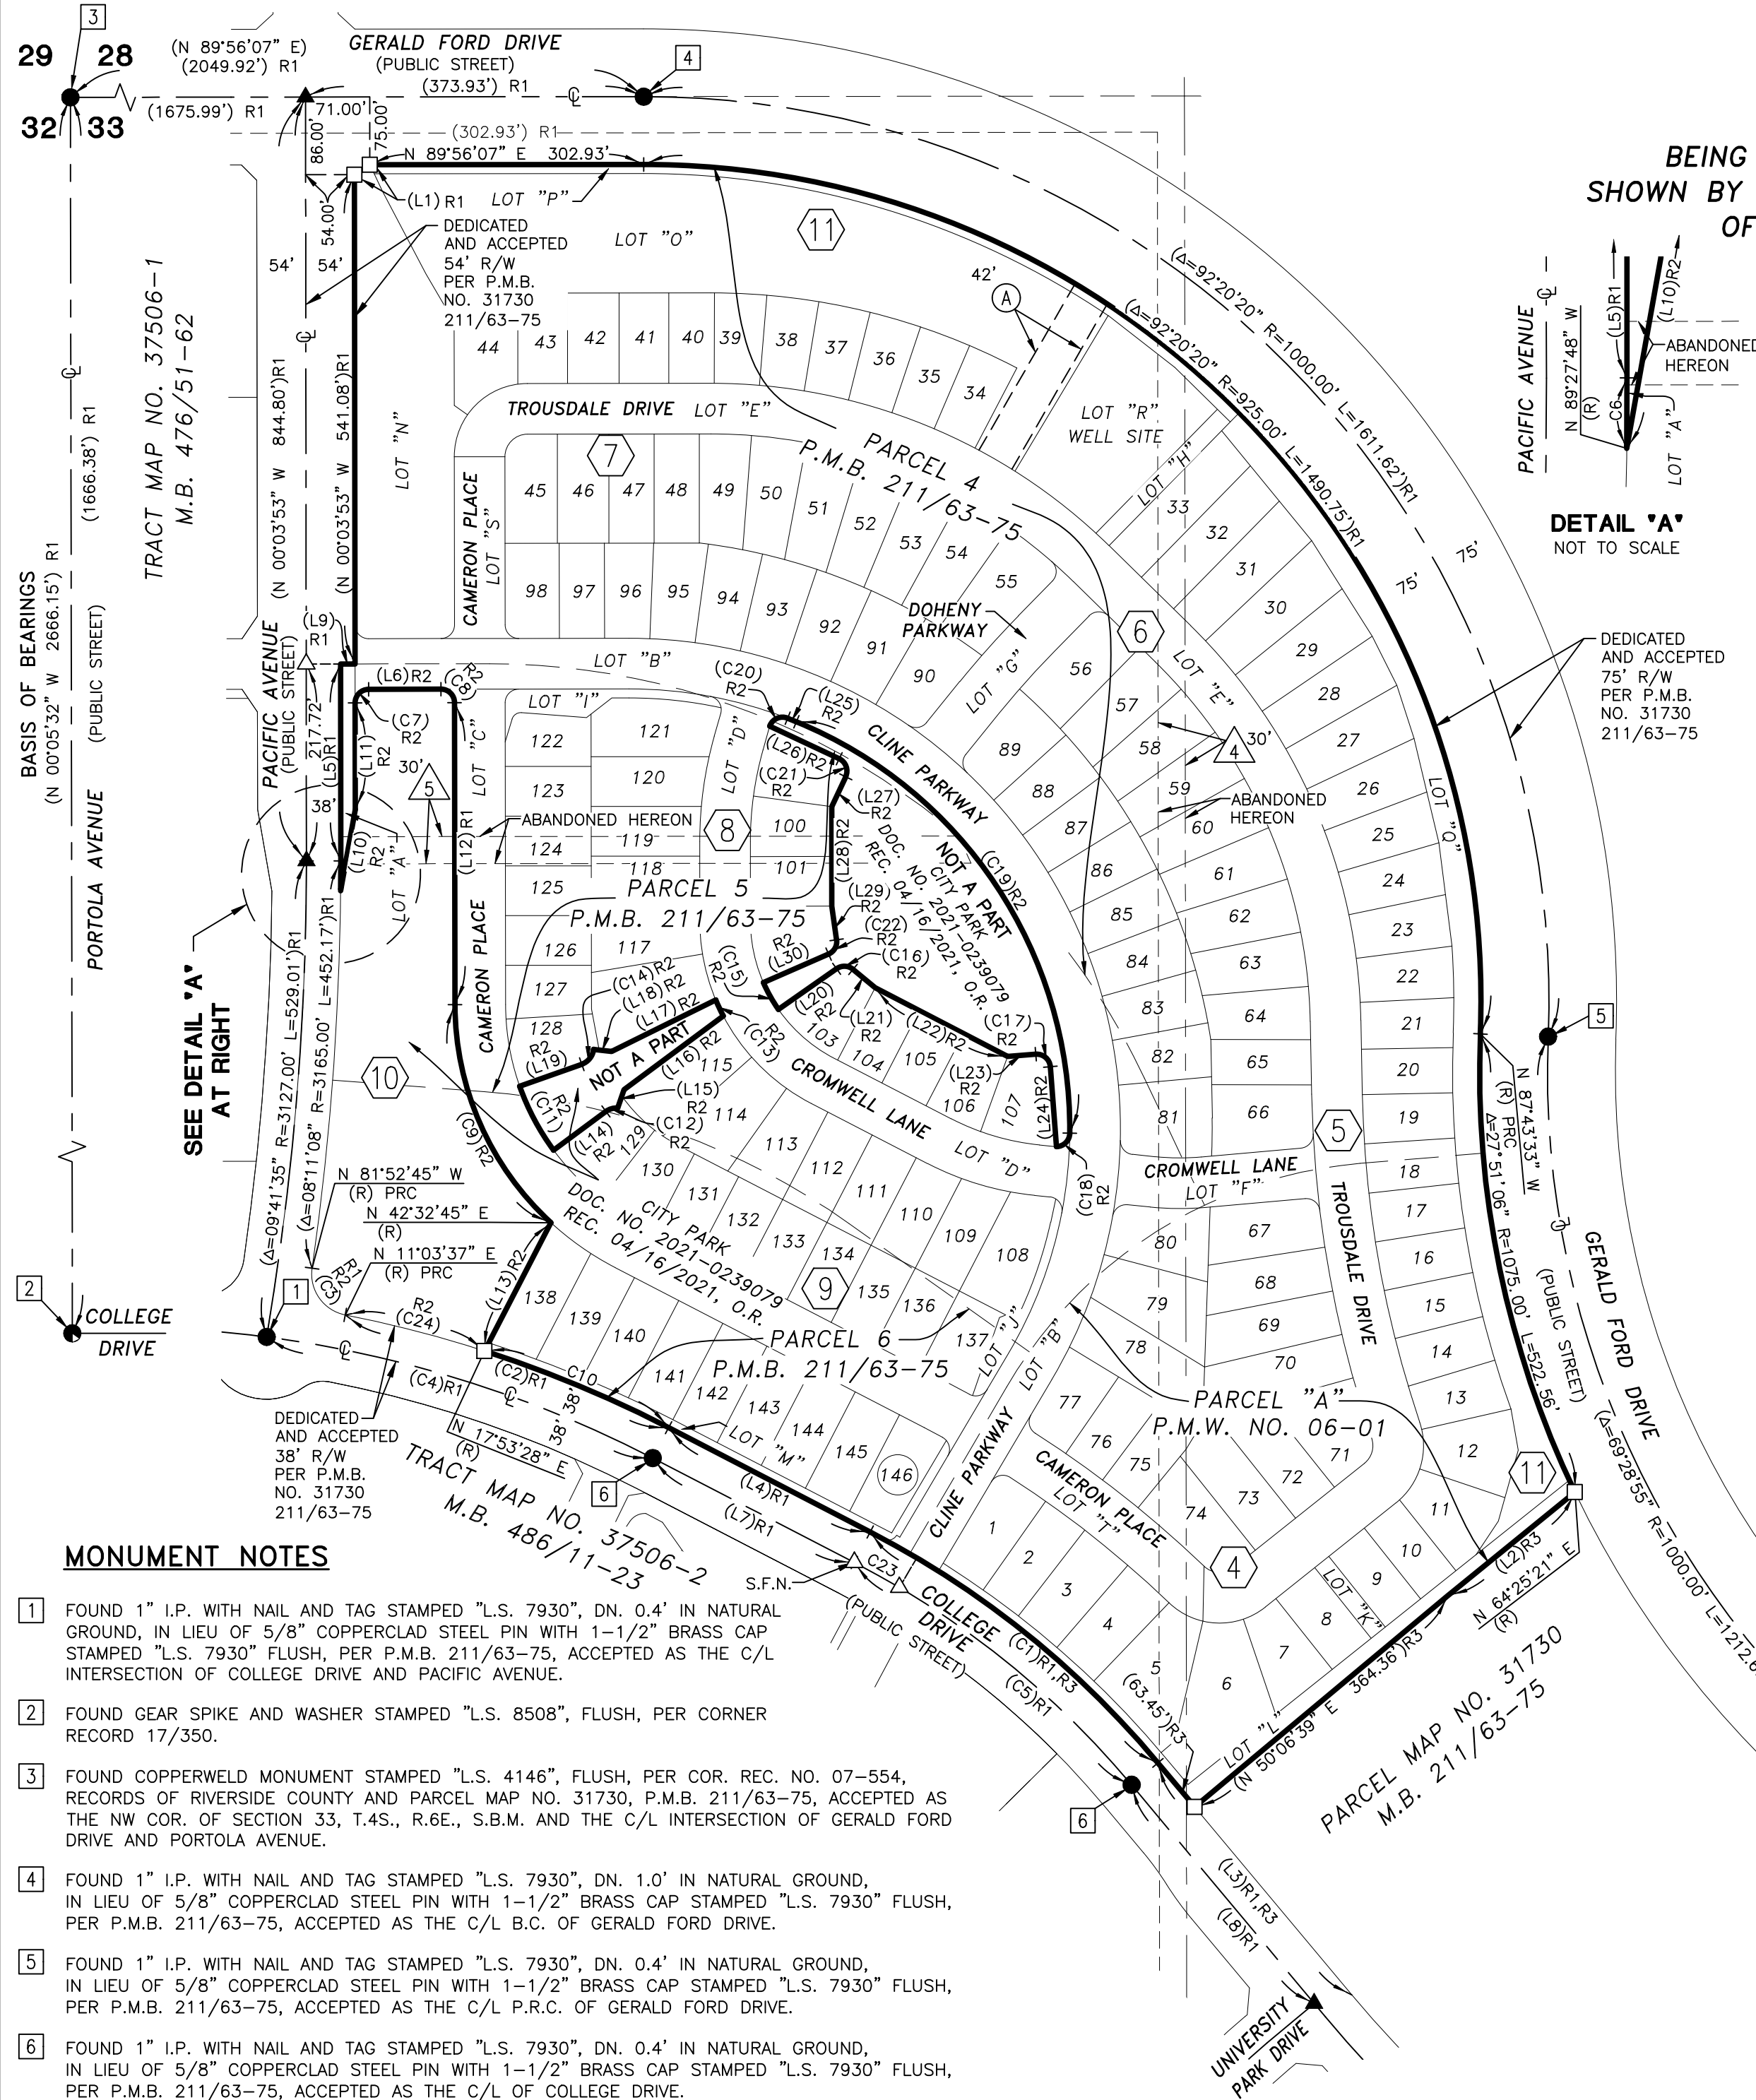 3
29 28
32 33
(N 89°56'07" E)
(2049.92') R1
(1675.99') R1
GERALD FORD DRIVE
(PUBLIC STREET)
(373.93') R1
4
71.00'
75.00'
86.00'
54.00'
(302.93') R1
N 89°56'07" E 302.93'
(L1) R1
LOT "P"
DEDICATED
AND ACCEPTED
54' R/W
PER P.M.B.
NO. 31730
211/63-75
LOT "O"
11
42'
A
54' 54'
TRACT MAP NO. 37506-1
M.B. 476/51-62
(N 00°03'53" W 844.80')R1
(N 00°03'53" W 541.08')R1
(1666.38') R1
BASIS OF BEARINGS
(N 00°05'32" W 2666.15') R1
PORTOLA AVENUE (PUBLIC STREET)
(Δ=92°20'20" R=1000.00' L=1611.62')R1
(Δ=92°20'20" R=925.00' L=1490.75')R1
75'
75'
BEING
SHOWN BY
OF
PACIFIC AVENUE
N 89°27'48" W
(R)
(L5)R1
(L10)R2
C6
LOT "A"
ABANDONED
HEREON
DETAIL "A"
NOT TO SCALE
DEDICATED
AND ACCEPTED
75' R/W
PER P.M.B.
NO. 31730
211/63-75
44 43 42 41 40 39 38 37 36 35 34
LOT "N"
TROUSDALE DRIVE LOT "E"
LOT "R"
WELL SITE
LOT "H"
7
PARCEL 4
P.M.B. 211/63-75
CAMERON PLACE
LOT "S"
45 46 47 48 49 50 51 52 53 54 55
98 97 96 95 94 93 92 91 90
33 32 31 30 29 28 27 26 25 24 23 22 21 20 19 18 17 16 15 14 13 12 11 10 9 8 7 6
DOHENY
PARKWAY
6
LOT "G"
LOT "E"
56 57 58 59 60 61 62 63 64 65 66
89 88 87 86 85 84 83 82 81
4
30'
ABANDONED
HEREON
LOT "Q"
(L9)
R1
PACIFIC AVENUE
(PUBLIC STREET)
217.72'
(L5)R1
38'
(L6)R2
(C8)
R2
(C7)
R2
(L11)
R2
30'
5
(L10)
R2
LOT "A"
(L12)R1
LOT "C"
LOT "B"
LOT "I"
(C20)
R2
(L25)
R2
LOT "D"
(L26)R2
(C21)
R2
(L27)
R2
(L28)R2
CLINE PARKWAY
ABANDONED HEREON
122 121
123 120
124 119
118
125
126 117
127
128
100
101
8
PARCEL 5
P.M.B. 211/63-75
NOT A PART
CITY PARK
DOC. NO. 2021-0239079
REC. 04/16/2021, O.R.
(C19)R2
(L29)
R2
(C22)
R2
(C16)
R2
(L30)
R2
(C15)
R2
(L20)
R2
(L21)
R2
(L22)R2
(C17)
R2
(L23)
R2
(L24)R2
(C18)
R2
103 104 105 106 107
(C14)R2
(L18)R2
(L17)R2
(L19)
R2
NOT A PART
(L16)R2
(C13)
R2
(L15)
R2
(C12)
R2
(C11)
R2
(L14)
R2
115 114 113 112 111 110 109 108
129 130 131 132 133 134 135 136 137
CROMWELL LANE
LOT "D"
CAMERON PLACE
10
(C9)R2
SEE DETAIL "A"
AT RIGHT
(Δ=09°41'35" R=3127.00' L=529.01')R1
(Δ=08°11'08" R=3165.00' L=452.17')R1
N 81°52'45" W
(R) PRC
N 42°32'45" E
(R)
N 11°03'37" E
(R) PRC
(C3)
R1
R2
R2
(C24)
(L13)R2
2
1
COLLEGE
DRIVE
CITY PARK
DOC. NO. 2021-0239079
REC. 04/16/2021, O.R.
9
PARCEL 6
P.M.B. 211/63-75
138 139 140 141 142 143 144 145 146
LOT "J"
LOT "M"
(C2)R1
C10
(C4)R1
38' 38'
N 17°53'28" E
(R)
DEDICATED
AND ACCEPTED
38' R/W
PER P.M.B.
NO. 31730
211/63-75
TRACT MAP NO. 37506-2
M.B. 486/11-23
6
(L4)R1
(L7)R1
C23
S.F.N.
CLINE PARKWAY
LOT "B"
CROMWELL LANE
LOT "F"
5
TROUSDALE DRIVE
67 68 69 70 71 72 73 74 75 76 77 78 79 80
PARCEL "A"
P.M.W. NO. 06-01
CAMERON PLACE
LOT "T"
4
1 2 3 4 5
(63.45')R3
LOT "K"
LOT "L"
11
5
N 87°43'33" W
(R) PRC
Δ=27°51'06" R=1075.00' L=522.56'
GERALD FORD DRIVE
(PUBLIC STREET)
(Δ=69°28'55" R=1000.00' L=1212.6
(L2)R3
N 64°25'21" E
(R)
(N 50°06'39" E 364.36')R3
PARCEL MAP NO. 31730
M.B. 211/63-75
COLLEGE
DRIVE
(PUBLIC STREET)
(C1)R1,R3
(C5)R1
6
(L3)R1,R3
(L8)R1
UNIVERSITY
PARK DRIVE
MONUMENT NOTES
1 FOUND 1" I.P. WITH NAIL AND TAG STAMPED "L.S. 7930", DN. 0.4' IN NATURAL
GROUND, IN LIEU OF 5/8" COPPERCLAD STEEL PIN WITH 1-1/2" BRASS CAP
STAMPED "L.S. 7930" FLUSH, PER P.M.B. 211/63-75, ACCEPTED AS THE C/L
INTERSECTION OF COLLEGE DRIVE AND PACIFIC AVENUE.
2 FOUND GEAR SPIKE AND WASHER STAMPED "L.S. 8508", FLUSH, PER CORNER
RECORD 17/350.
3 FOUND COPPERWELD MONUMENT STAMPED "L.S. 4146", FLUSH, PER COR. REC. NO. 07-554,
RECORDS OF RIVERSIDE COUNTY AND PARCEL MAP NO. 31730, P.M.B. 211/63-75, ACCEPTED AS
THE NW COR. OF SECTION 33, T.4S., R.6E., S.B.M. AND THE C/L INTERSECTION OF GERALD FORD
DRIVE AND PORTOLA AVENUE.
4 FOUND 1" I.P. WITH NAIL AND TAG STAMPED "L.S. 7930", DN. 1.0' IN NATURAL GROUND,
IN LIEU OF 5/8" COPPERCLAD STEEL PIN WITH 1-1/2" BRASS CAP STAMPED "L.S. 7930" FLUSH,
PER P.M.B. 211/63-75, ACCEPTED AS THE C/L B.C. OF GERALD FORD DRIVE.
5 FOUND 1" I.P. WITH NAIL AND TAG STAMPED "L.S. 7930", DN. 0.4' IN NATURAL GROUND,
IN LIEU OF 5/8" COPPERCLAD STEEL PIN WITH 1-1/2" BRASS CAP STAMPED "L.S. 7930" FLUSH,
PER P.M.B. 211/63-75, ACCEPTED AS THE C/L P.R.C. OF GERALD FORD DRIVE.
6 FOUND 1" I.P. WITH NAIL AND TAG STAMPED "L.S. 7930", DN. 0.4' IN NATURAL GROUND,
IN LIEU OF 5/8" COPPERCLAD STEEL PIN WITH 1-1/2" BRASS CAP STAMPED "L.S. 7930" FLUSH,
PER P.M.B. 211/63-75, ACCEPTED AS THE C/L OF COLLEGE DRIVE.